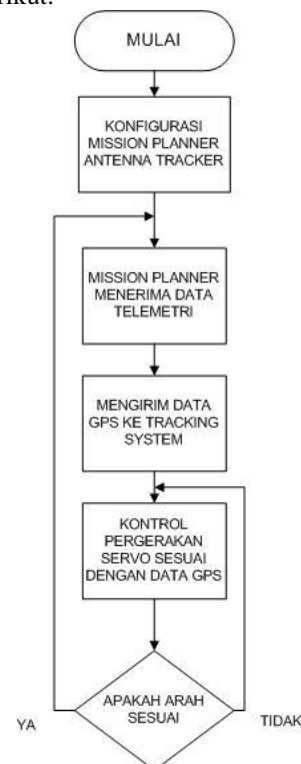 rikut:
MULAI
KONFIGURASI
MISSION PLANNER
ANTENNA TRACKER
MISSION PLANNER
MENERIMA DATA
TELEMETRI
MENGIRIM DATA
GPS KE TRACKING
SYSTEM
KONTROL
PERGERAKAN
SERVO SESUAI
DENGAN DATA GPS
APAKAH ARAH
SESUAI
YA
TIDAK